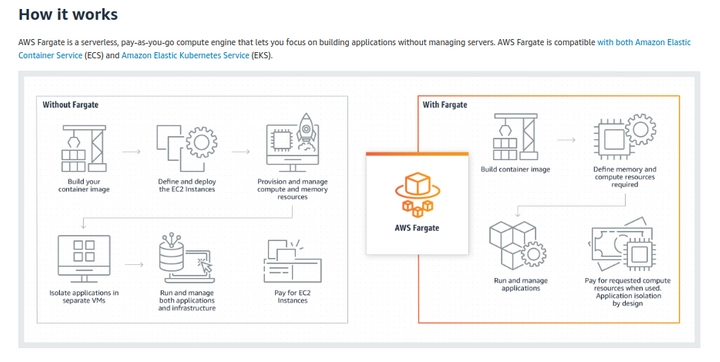 How it works
AWS Fargate is a serverless, pay-as-you-go compute engine that lets you focus on building applications without managing servers. AWS Fargate is compatible with both Amazon Elastic
Container Service (ECS) and Amazon Elastic Kubernetes Service (EKS).
Without Fargate
Build your
container image
Define and deploy
the EC2 Instances
Provision and manage
compute and memory
resources
Isolate applications in
separate VMs
Run and manage
both applications
and infrastructure
Pay for EC2
Instances
AWS Fargate
With Fargate
Build container image
Define memory and
compute resources
required
Run and manage
applications
Pay for requested compute
resources when used.
Application isolation
by design